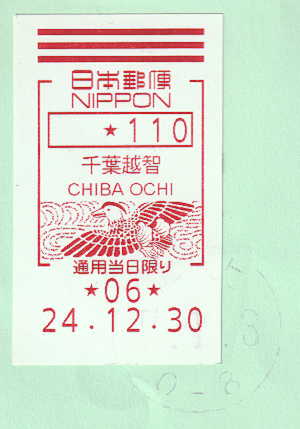 日本郵便
NIPPON
★110
千葉越智
CHIBA OCHI
通用当日限り
★06★
24.12.30